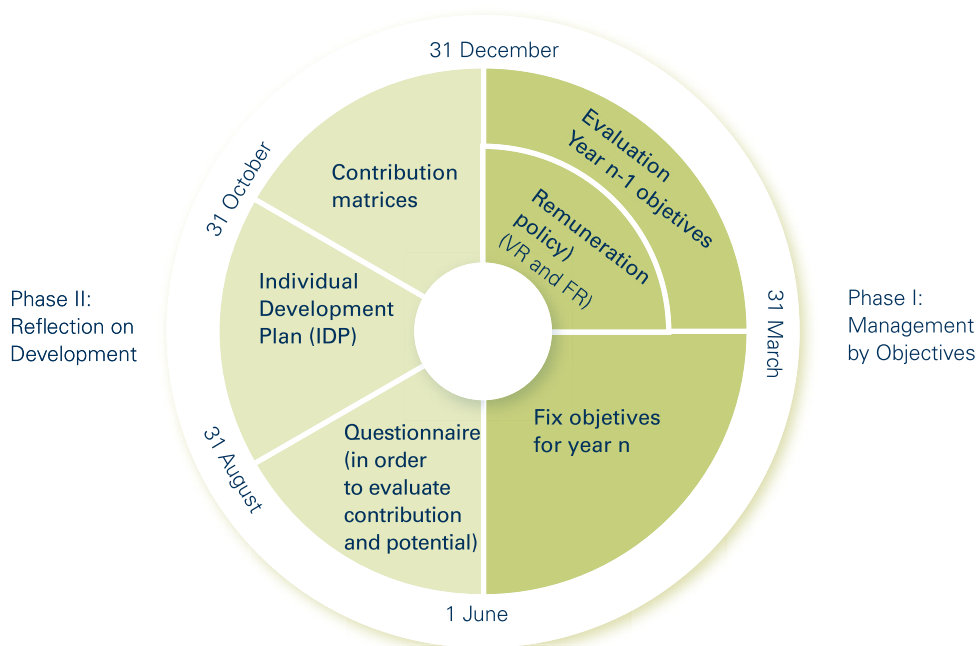 31 December
Evaluation
Year n-1 objetives
Remuneration
policy)
(VR and FR)
31 March
Phase I:
Management
by Objectives
Fix objetives
for year n
1 June
Questionnaire
(in order
to evaluate
contribution
and potential)
31 August
Individual
Development
Plan (IDP)
Phase II:
Reflection on
Development
31 October
Contribution
matrices